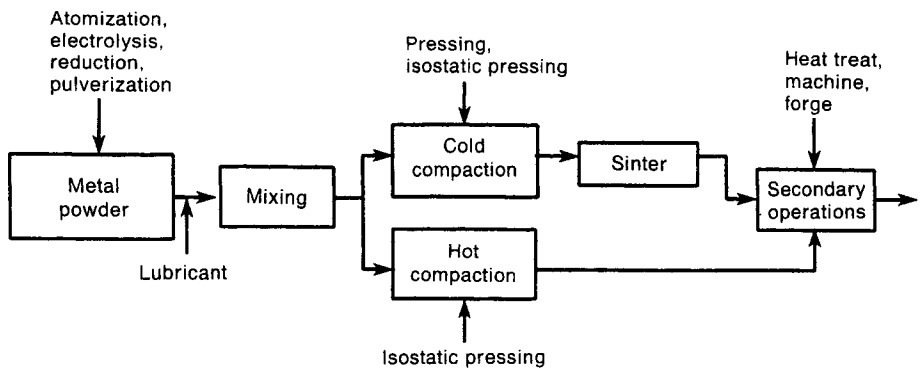 Atomization,
electrolysis,
reduction,
pulverization
Metal
powder
Lubricant
Mixing
Pressing,
isostatic pressing
Cold
compaction
Sinter
Hot
compaction
Isostatic pressing
Heat treat,
machine,
forge
Secondary
operations